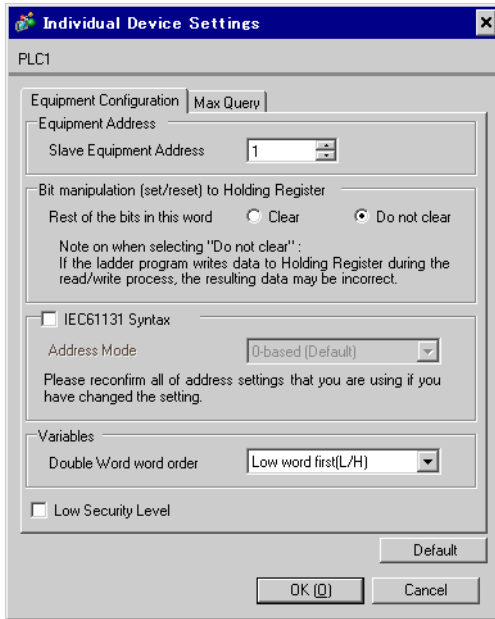 Individual Device Settings
PLC1
Equipment Configuration Max Query
Equipment Address
Slave Equipment Address 1
Bit manipulation (set/reset) to Holding Register
Rest of the bits in this word Clear Do not clear
Note on when selecting "Do not clear" :
If the ladder program writes data to Holding Register during the
read/write process, the resulting data may be incorrect.
IEC61131 Syntax
Address Mode 0-based (Default)
Please reconfirm all of address settings that you are using if you
have changed the setting.
Variables
Double Word word order Low word first(L/H)
Low Security Level
Default
OK (O) Cancel